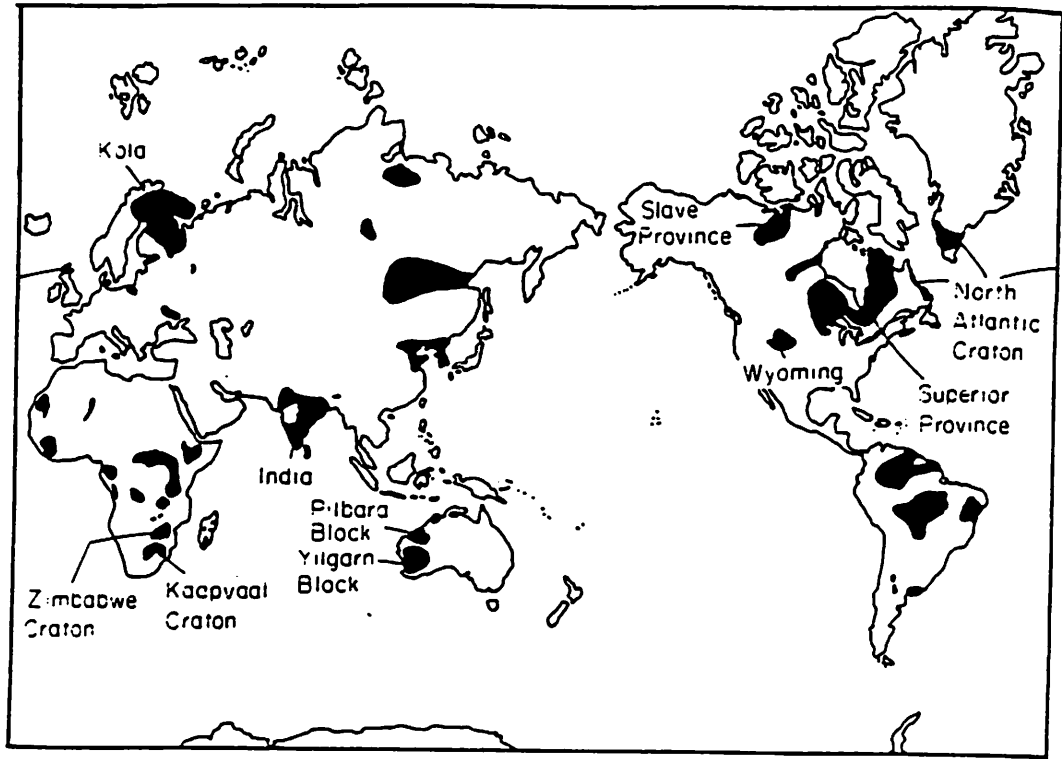 Kola
Slave
Province
North
Atlantic
Craton
Wyoming
Superior
Province
India
Pilbara
Block
Yilgarn
Block
Zimbabwe
Craton
Kaapvaal
Craton